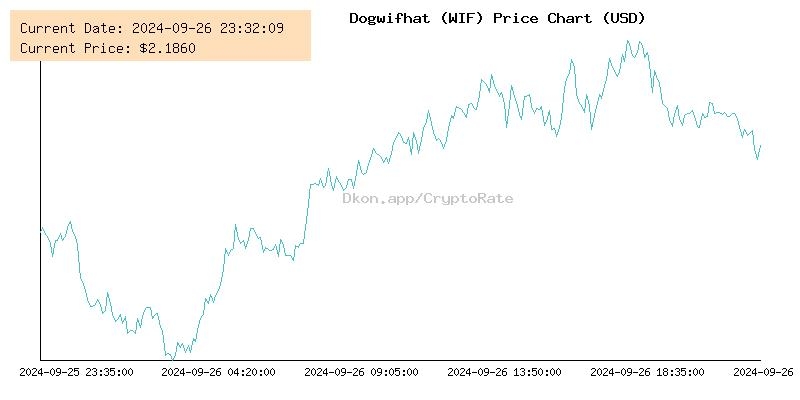 Dogwifhat (WIF) Price Chart (USD)
Current Date: 2024-09-26 23:32:09
Current Price: $2.1860
Dkon.app/CryptoRate
2024-09-25 23:35:00 2024-09-26 04:20:00 2024-09-26 09:05:00 2024-09-26 13:50:00 2024-09-26 18:35:00 2024-09-26